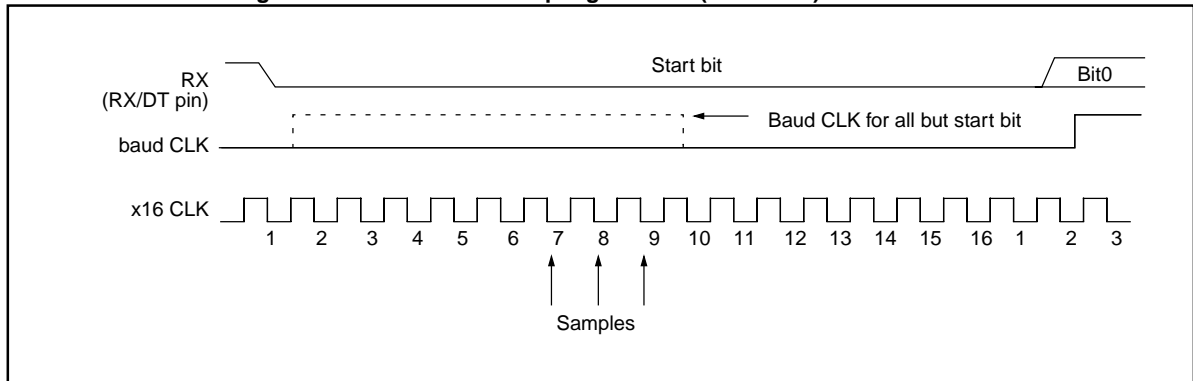 Start bit
Bit0
RX
(RX/DT pin)
Baud CLK for all but start bit
baud CLK
x16 CLK
1 2 3 4 5 6 7 8 9 10 11 12 13 14 15 16 1 2 3
Samples